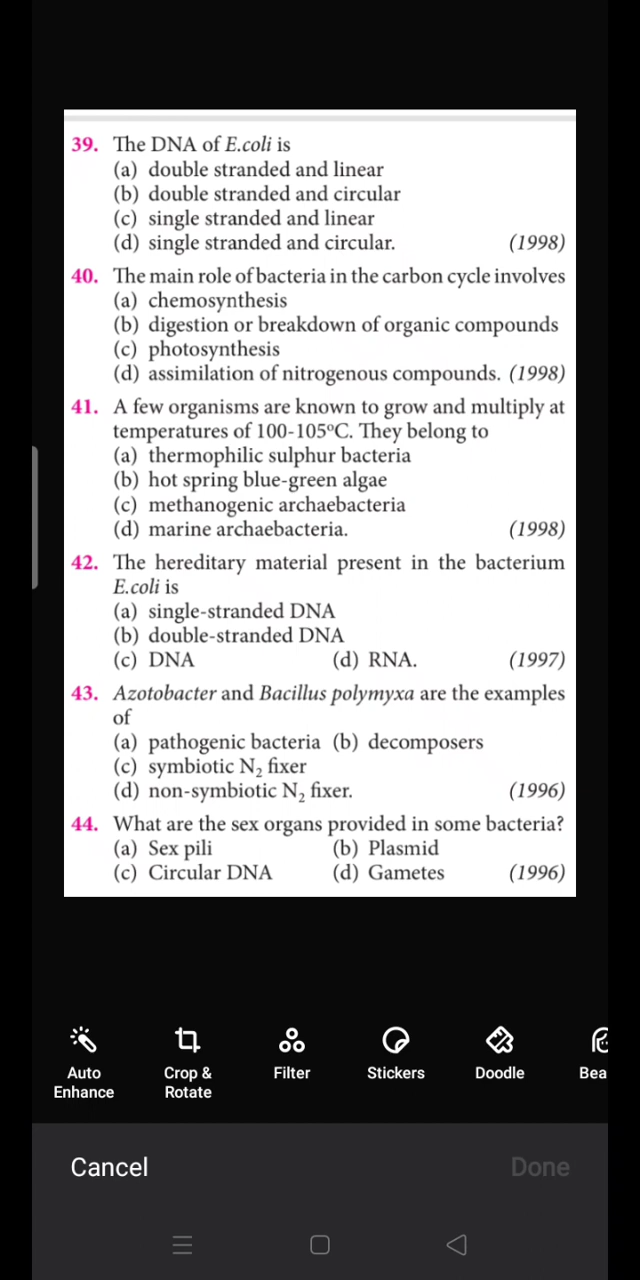 39. The DNA of E.coli is
(a) double stranded and linear
(b) double stranded and circular
(c) single stranded and linear
(d) single stranded and circular. (1998)
40. The main role of bacteria in the carbon cycle involves
(a) chemosynthesis
(b) digestion or breakdown of organic compounds
(c) photosynthesis
(d) assimilation of nitrogenous compounds. (1998)
41. A few organisms are known to grow and multiply at
temperatures of 100-105°C. They belong to
(a) thermophilic sulphur bacteria
(b) hot spring blue-green algae
(c) methanogenic archaebacteria
(d) marine archaebacteria. (1998)
42. The hereditary material present in the bacterium
E.coli is
(a) single-stranded DNA
(b) double-stranded DNA
(c) DNA (d) RNA. (1997)
43. Azotobacter and Bacillus polymyxa are the examples
of
(a) pathogenic bacteria (b) decomposers
(c) symbiotic N₂ fixer
(d) non-symbiotic N₂ fixer. (1996)
44. What are the sex organs provided in some bacteria?
(a) Sex pili (b) Plasmid
(c) Circular DNA (d) Gametes (1996)
Auto Crop & Filter Stickers Doodle Bea
Enhance Rotate
Cancel Done